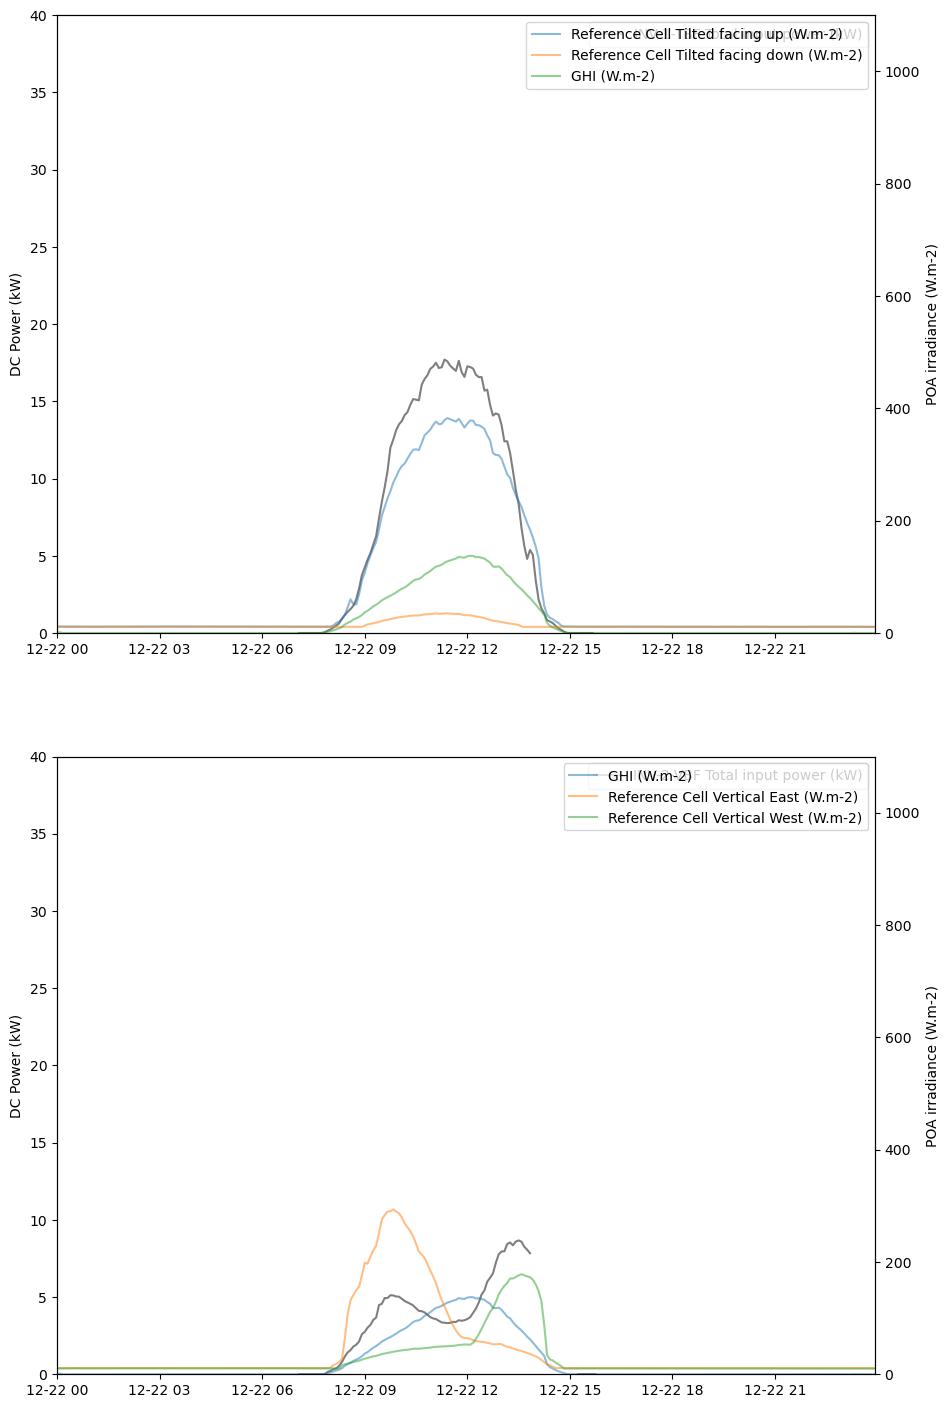 40
35
30
25
20
15
10
5
0
DC Power (kW)
Reference Cell Tilted facing up (W.m-2)
Reference Cell Tilted facing down (W.m-2)
GHI (W.m-2)
1000
800
600
400
200
0
POA irradiance (W.m-2)
12-22 00 12-22 03 12-22 06 12-22 09 12-22 12 12-22 15 12-22 18 12-22 21
40
35
30
25
20
15
10
5
0
DC Power (kW)
Total input power (kW)
GHI (W.m-2)
Reference Cell Vertical East (W.m-2)
Reference Cell Vertical West (W.m-2)
1000
800
600
400
200
0
POA irradiance (W.m-2)
12-22 00 12-22 03 12-22 06 12-22 09 12-22 12 12-22 15 12-22 18 12-22 21